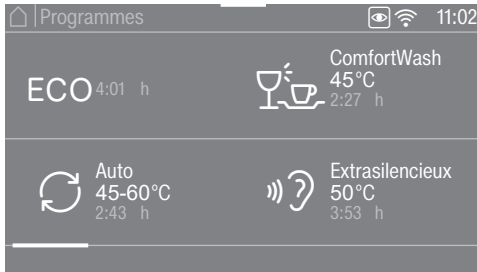 Programmes 11:02
ECO 4:01 h
ComfortWash
45°C
2:27 h
Auto
45-60°C
2:43 h
Extrasilencieux
50°C
3:53 h